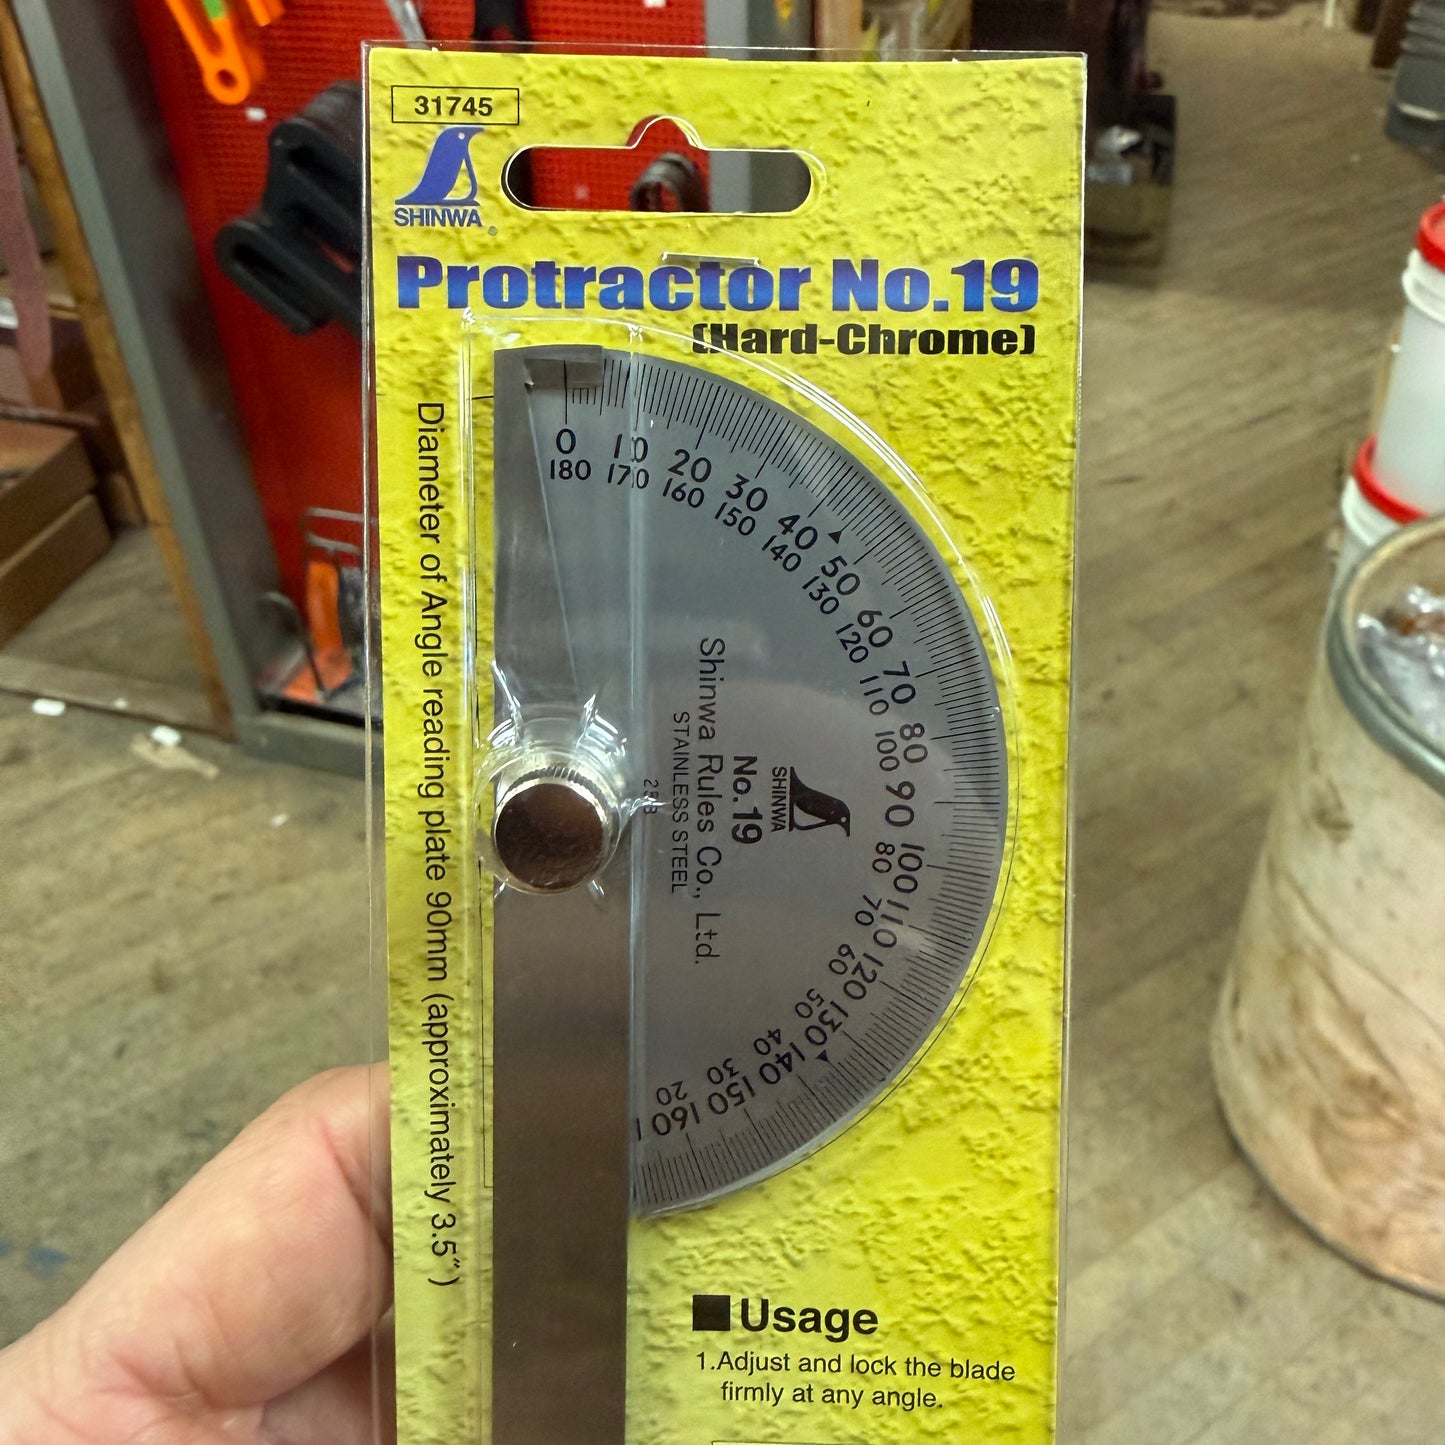 31745
SHINWA®
Protractor No.19
(Hard-Chrome)
Diameter of Angle reading plate 90mm (approximately 3.5")
0 10 20 30 40 50 60 70 80 90 100 110 120 130 140 150 160
180 170 160 150 140 130 120 110 100 80 70 60 50 40 30 20
SHINWA
No.19
Shinwa Rules Co., Ltd.
STAINLESS STEEL
■Usage
1.Adjust and lock the blade
firmly at any angle.